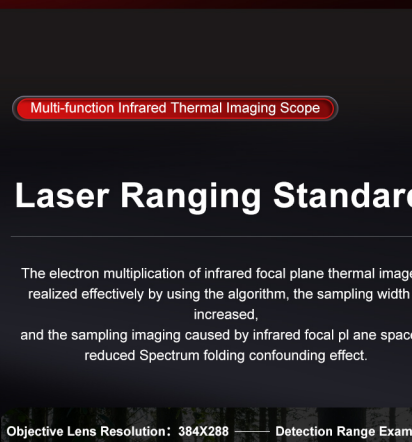 Multi-function Infrared Thermal Imaging Scope
Laser Ranging Standard
The electron multiplication of infrared focal plane thermal image
realized effectively by using the algorithm, the sampling width
increased,
and the sampling imaging caused by infrared focal pl ane space
reduced Spectrum folding confounding effect.
Objective Lens Resolution: 384X288 —— Detection Range Exam